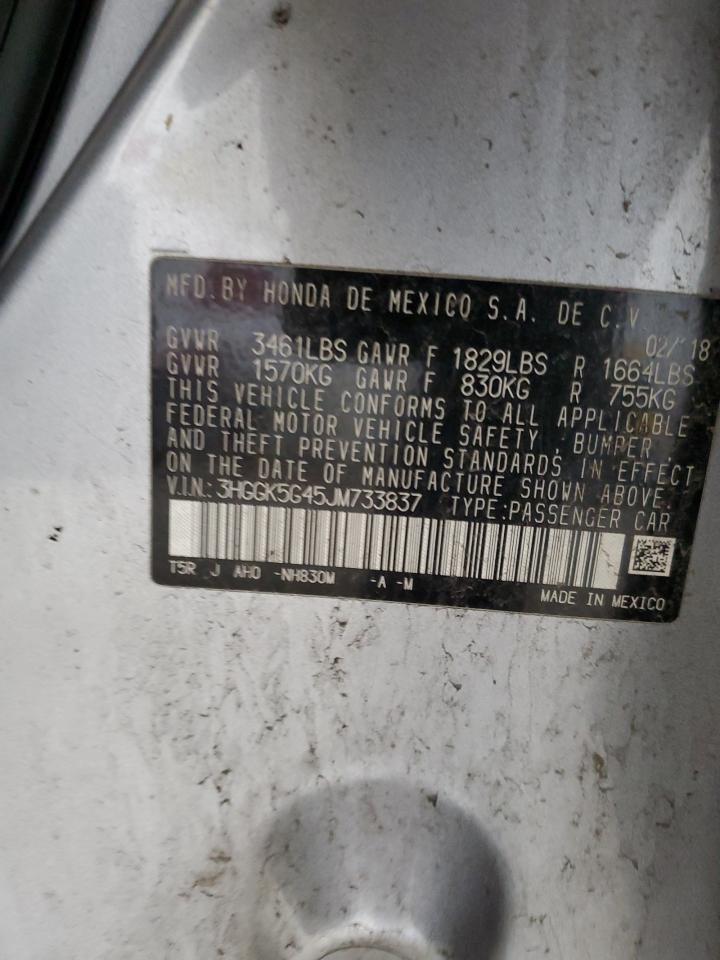 MFD. BY HONDA DE MEXICO S.A. DE C.V.
02/18
GVWR 3461LBS GAWR F 1829LBS R 1664LBS
GVWR 1570KG GAWR F 830KG R 755KG
THIS VEHICLE CONFORMS TO ALL APPLICABLE
FEDERAL MOTOR VEHICLE SAFETY, BUMPER
AND THEFT PREVENTION STANDARDS IN EFFECT
ON THE DATE OF MANUFACTURE SHOWN ABOVE.
V.I.N.: 3HGGK5G45JM733837 TYPE:PASSENGER CAR
T5R J AH0 -NH830M -A -M
MADE IN MEXICO